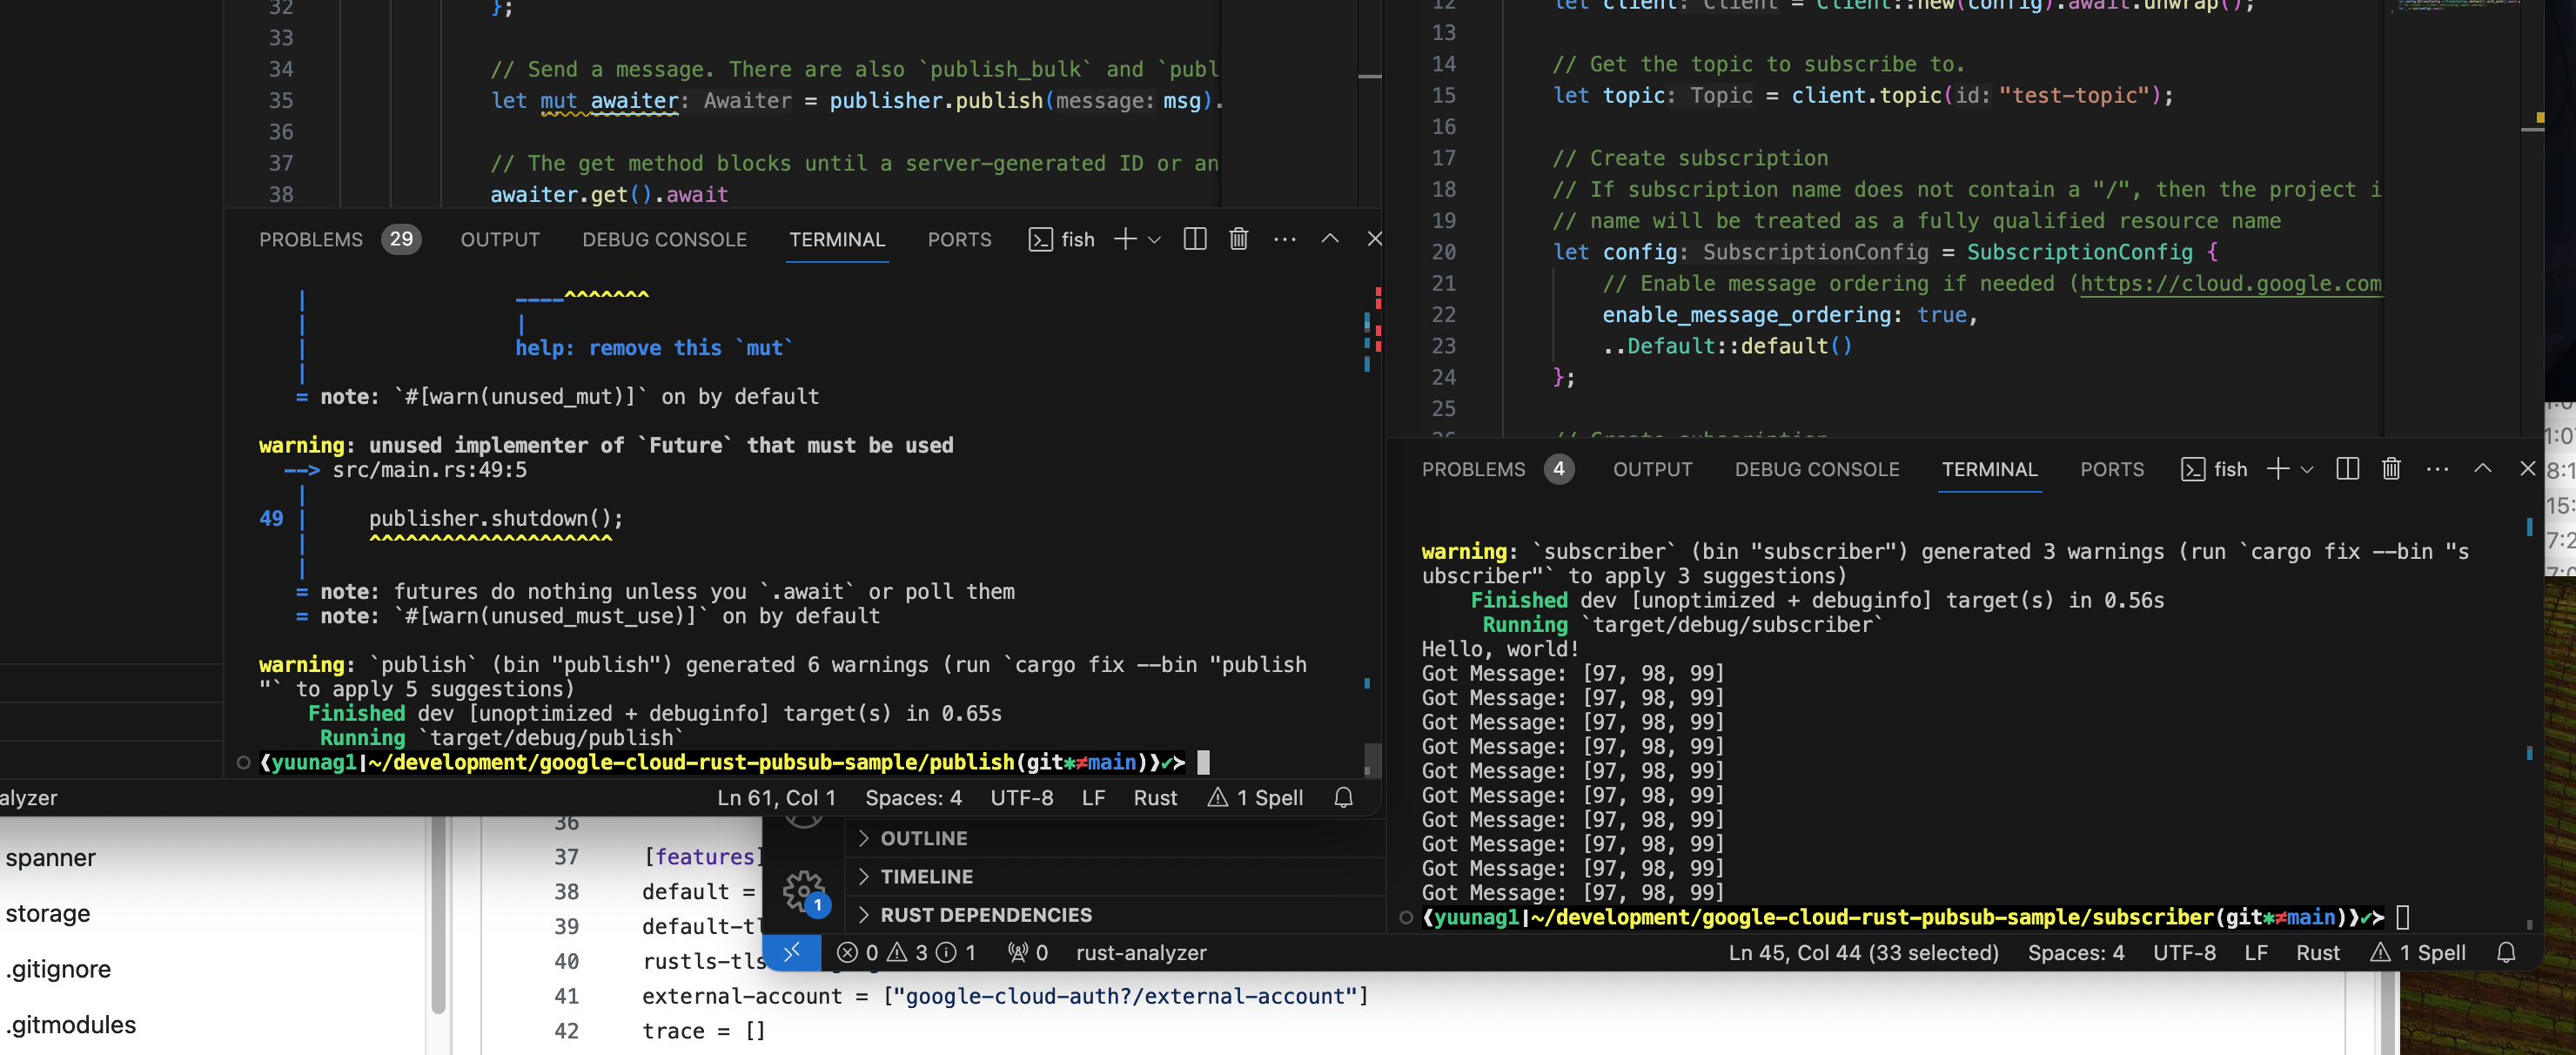 32 };
33
34 // Send a message. There are also `publish_bulk` and `publ
35 let mut awaiter: Awaiter = publisher.publish(message: msg).
36
37 // The get method blocks until a server-generated ID or an
38 awaiter.get().await
PROBLEMS 29 OUTPUT DEBUG CONSOLE TERMINAL PORTS fish
| ----^^^^^^^
| |
| help: remove this `mut`
|
= note: `#[warn(unused_mut)]` on by default
warning: unused implementer of `Future` that must be used
--> src/main.rs:49:5
|
49 | publisher.shutdown();
| ^^^^^^^^^^^^^^^^^^^^
|
= note: futures do nothing unless you `.await` or poll them
= note: `#[warn(unused_must_use)]` on by default
warning: `publish` (bin "publish") generated 6 warnings (run `cargo fix --bin "publish
"` to apply 5 suggestions)
Finished dev [unoptimized + debuginfo] target(s) in 0.65s
Running `target/debug/publish`
❰yuunag1|~/development/google-cloud-rust-pubsub-sample/publish(git✱≠main)❱✔≻
alyzer Ln 61, Col 1 Spaces: 4 UTF-8 LF Rust 1 Spell
12 let client: Client = Client::new(config).await.unwrap();
13
14 // Get the topic to subscribe to.
15 let topic: Topic = client.topic(id: "test-topic");
16
17 // Create subscription
18 // If subscription name does not contain a "/", then the project i
19 // name will be treated as a fully qualified resource name
20 let config: SubscriptionConfig = SubscriptionConfig {
21 // Enable message ordering if needed (https://cloud.google.com
22 enable_message_ordering: true,
23 ..Default::default()
24 };
25
26 // Create subscription
PROBLEMS 4 OUTPUT DEBUG CONSOLE TERMINAL PORTS fish
warning: `subscriber` (bin "subscriber") generated 3 warnings (run `cargo fix --bin "s
ubscriber"` to apply 3 suggestions)
Finished dev [unoptimized + debuginfo] target(s) in 0.56s
Running `target/debug/subscriber`
Hello, world!
Got Message: [97, 98, 99]
Got Message: [97, 98, 99]
Got Message: [97, 98, 99]
Got Message: [97, 98, 99]
Got Message: [97, 98, 99]
Got Message: [97, 98, 99]
Got Message: [97, 98, 99]
Got Message: [97, 98, 99]
Got Message: [97, 98, 99]
Got Message: [97, 98, 99]
❰yuunag1|~/development/google-cloud-rust-pubsub-sample/subscriber(git✱≠main)❱✔≻
OUTLINE
TIMELINE
RUST DEPENDENCIES
1
0 3 1 0 rust-analyzer Ln 45, Col 44 (33 selected) Spaces: 4 UTF-8 LF Rust 1 Spell
spanner
storage
.gitignore
.gitmodules
36
37 [features]
38 default =
39 default-tl
40 rustls-tls
41 external-account = ["google-cloud-auth?/external-account"]
42 trace = []